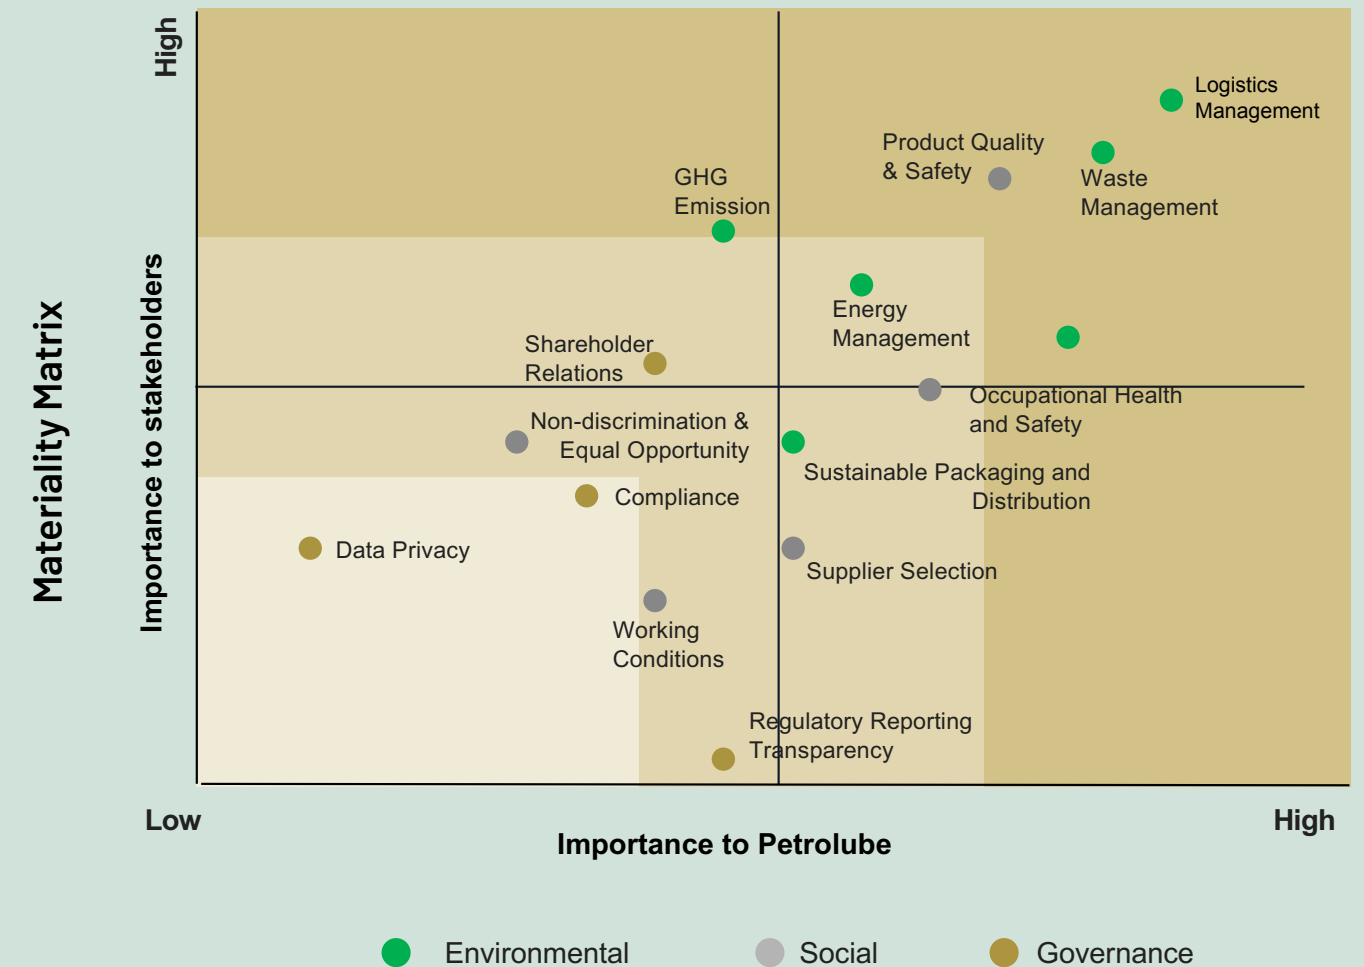 Materiality Matrix
Importance to stakeholders
High
Logistics
Management
Product Quality
& Safety
Waste
Management
GHG
Emission
Energy
Management
Shareholder
Relations
Occupational Health
and Safety
Non-discrimination &
Equal Opportunity
Sustainable Packaging and
Distribution
Compliance
Data Privacy
Supplier Selection
Working
Conditions
Regulatory Reporting
Transparency
Low
High
Importance to Petrolube
Environmental
Social
Governance